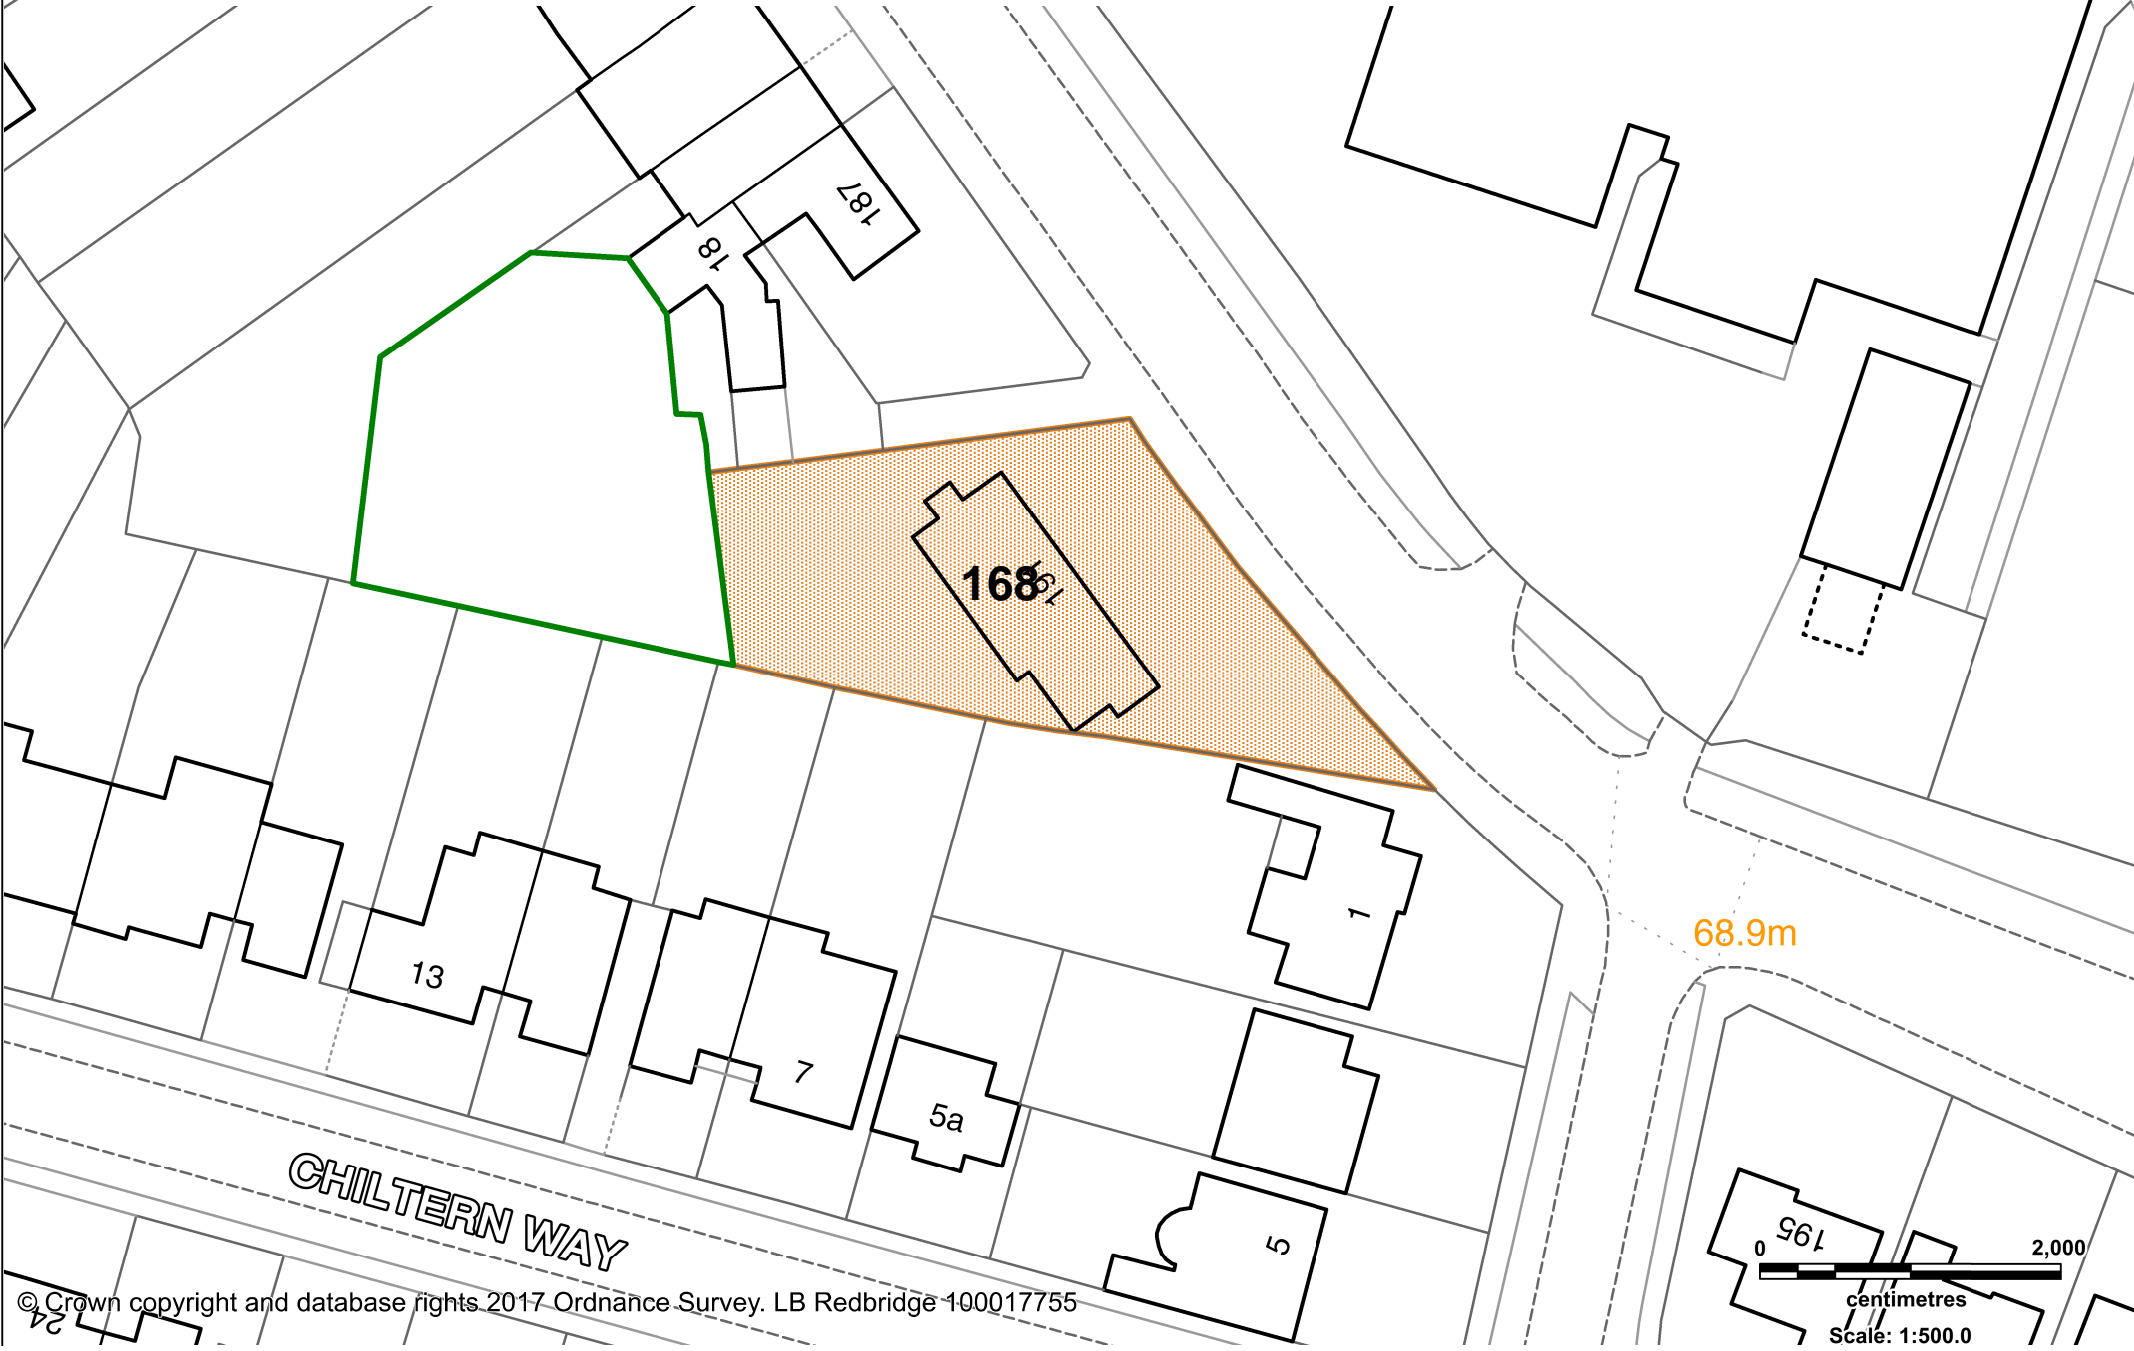 187
18
168
191
68.9m
1
13
7
5a
5
CHILTERN WAY
195
0 2,000
centimetres
Scale: 1:500.0
© Crown copyright and database rights 2017 Ordnance Survey. LB Redbridge 100017755
24